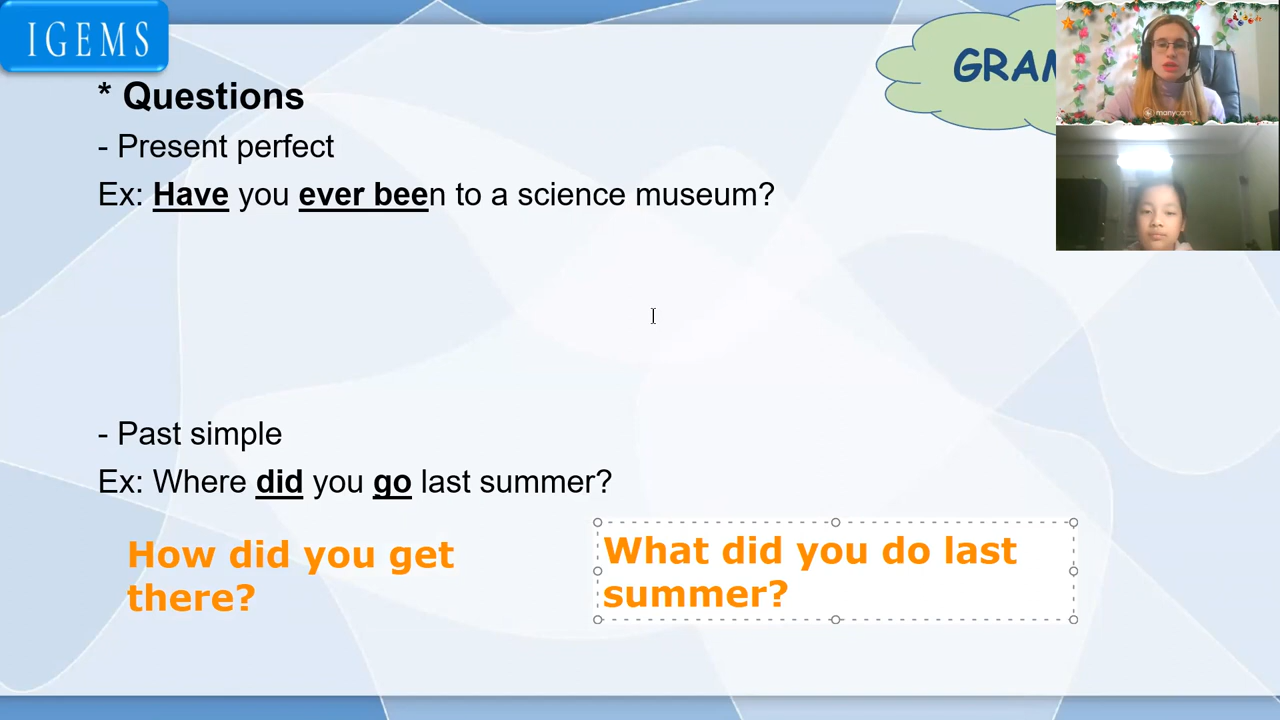 IGEMS
GRAM
* Questions
- Present perfect
Ex: Have you ever been to a science museum?
- Past simple
Ex: Where did you go last summer?
How did you get
there?
What did you do last
summer?
manycam